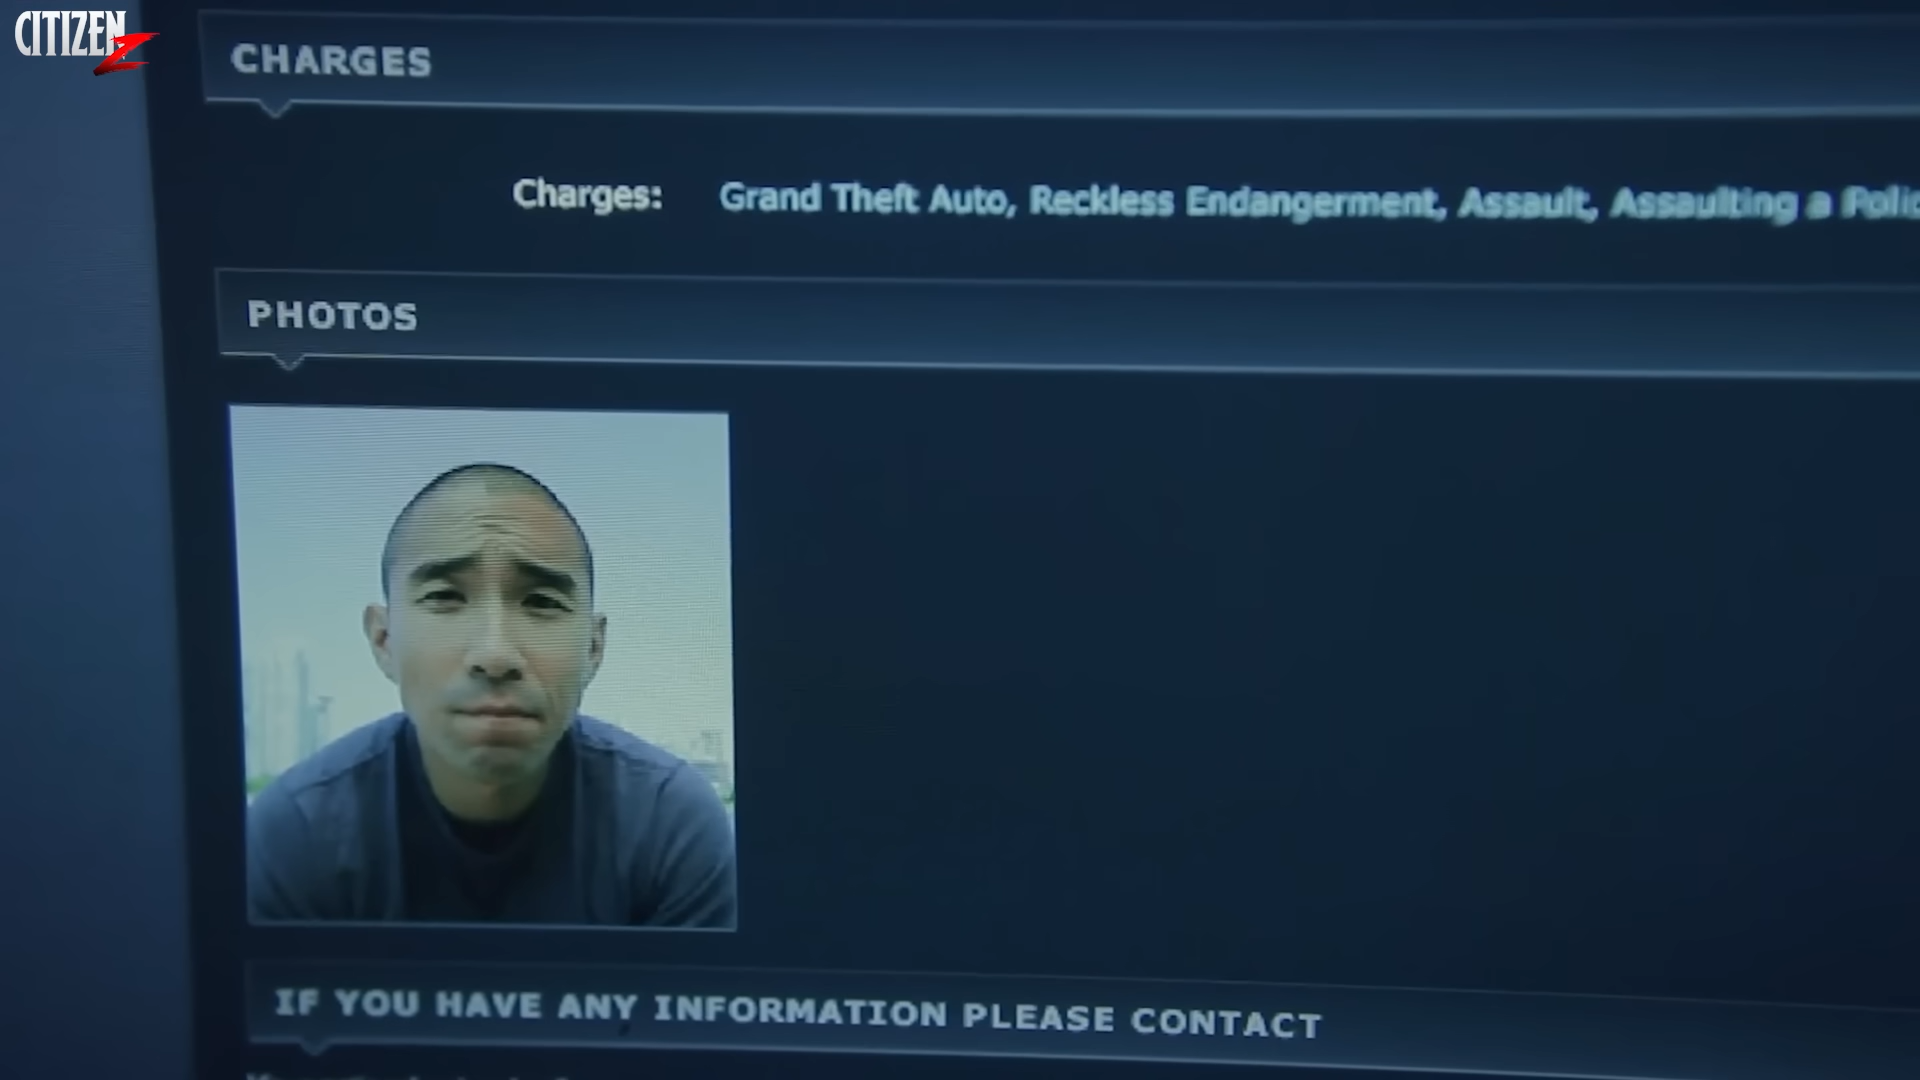 CITIZEN Z
CHARGES
Charges: Grand Theft Auto, Reckless Endangerment, Assault, Assaulting a
PHOTOS
IF YOU HAVE ANY INFORMATION PLEASE CONTACT